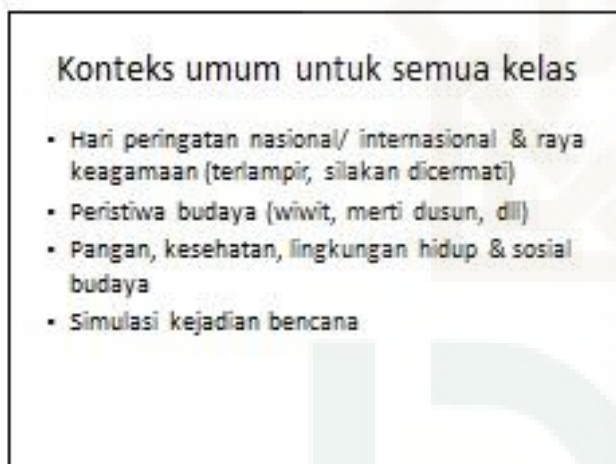 Konteks umum untuk semua kelas
▪ Hari peringatan nasional/ internasional & raya
keagamaan (terlampir, silakan dicermati)
▪ Peristiwa budaya (wiwit, merti dusun, dll)
▪ Pangan, kesehatan, lingkungan hidup & sosial
budaya
▪ Simulasi kejadian bencana